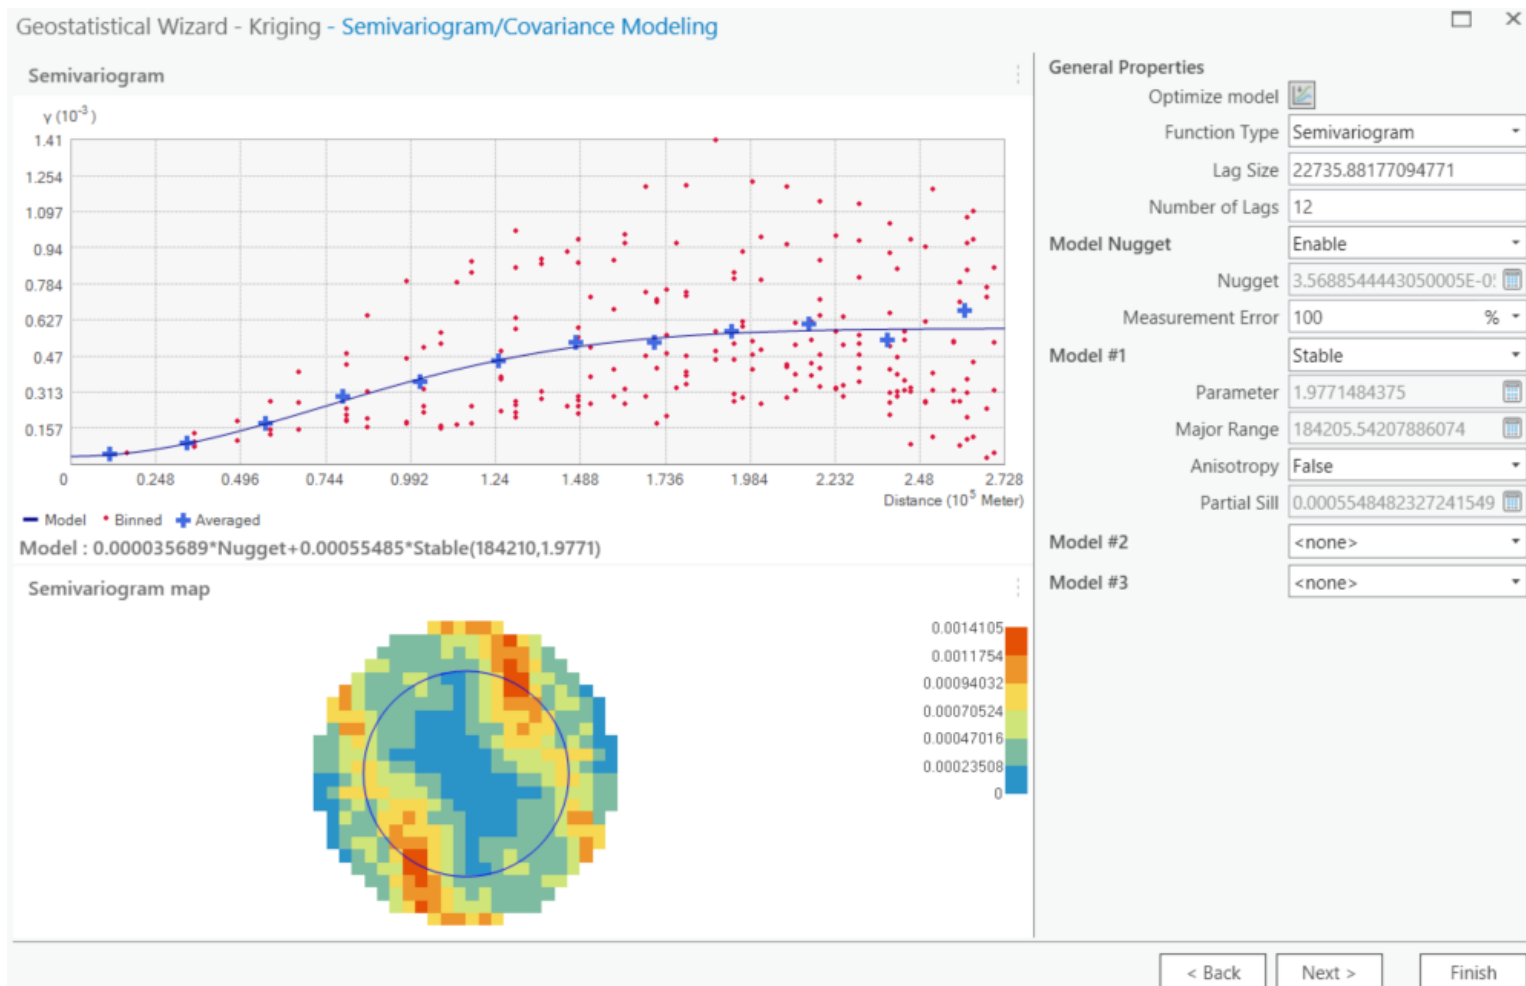 Geostatistical Wizard - Kriging - Semivariogram/Covariance Modeling
Semivariogram
γ (10-3)
1.41
1.254
1.097
0.94
0.784
0.627
0.47
0.313
0.157
0 0.248 0.496 0.744 0.992 1.24 1.488 1.736 1.984 2.232 2.48 2.728
Distance (105 Meter)
Model Binned Averaged
Model : 0.000035689*Nugget+0.00055485*Stable(184210,1.9771)
Semivariogram map
0.0014105
0.0011754
0.00094032
0.00070524
0.00047016
0.00023508
0
General Properties
Optimize model
Function Type Semivariogram
Lag Size 22735.88177094771
Number of Lags 12
Model Nugget Enable
Nugget 3.5688544443050005E-0
Measurement Error 100 %
Model #1 Stable
Parameter 1.9771484375
Major Range 184205.54207886074
Anisotropy False
Partial Sill 0.0005548482327241549
Model #2 <none>
Model #3 <none>
< Back Next > Finish